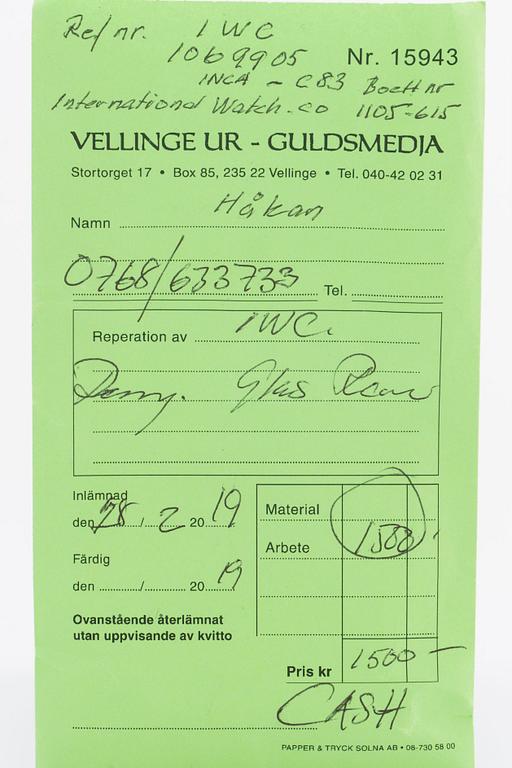 Ref nr. IWC
1069905 Nr. 15943
INCA - C83 Boett nr
International Watch-co 1105-615
VELLINGE UR - GULDSMEDJA
Stortorget 17 • Box 85, 235 22 Vellinge • Tel. 040-42 02 31
Namn Håkan
0768/633733 Tel.
Reperation av IWC.
Glas
Inlämnad
den 28 / 2 20 19
Färdig
den / 20 19
Material
Arbete 1500
Ovanstående återlämnat
utan uppvisande av kvitto
Pris kr 1500 -
CASH
PAPPER & TRYCK SOLNA AB • 08-730 58 00